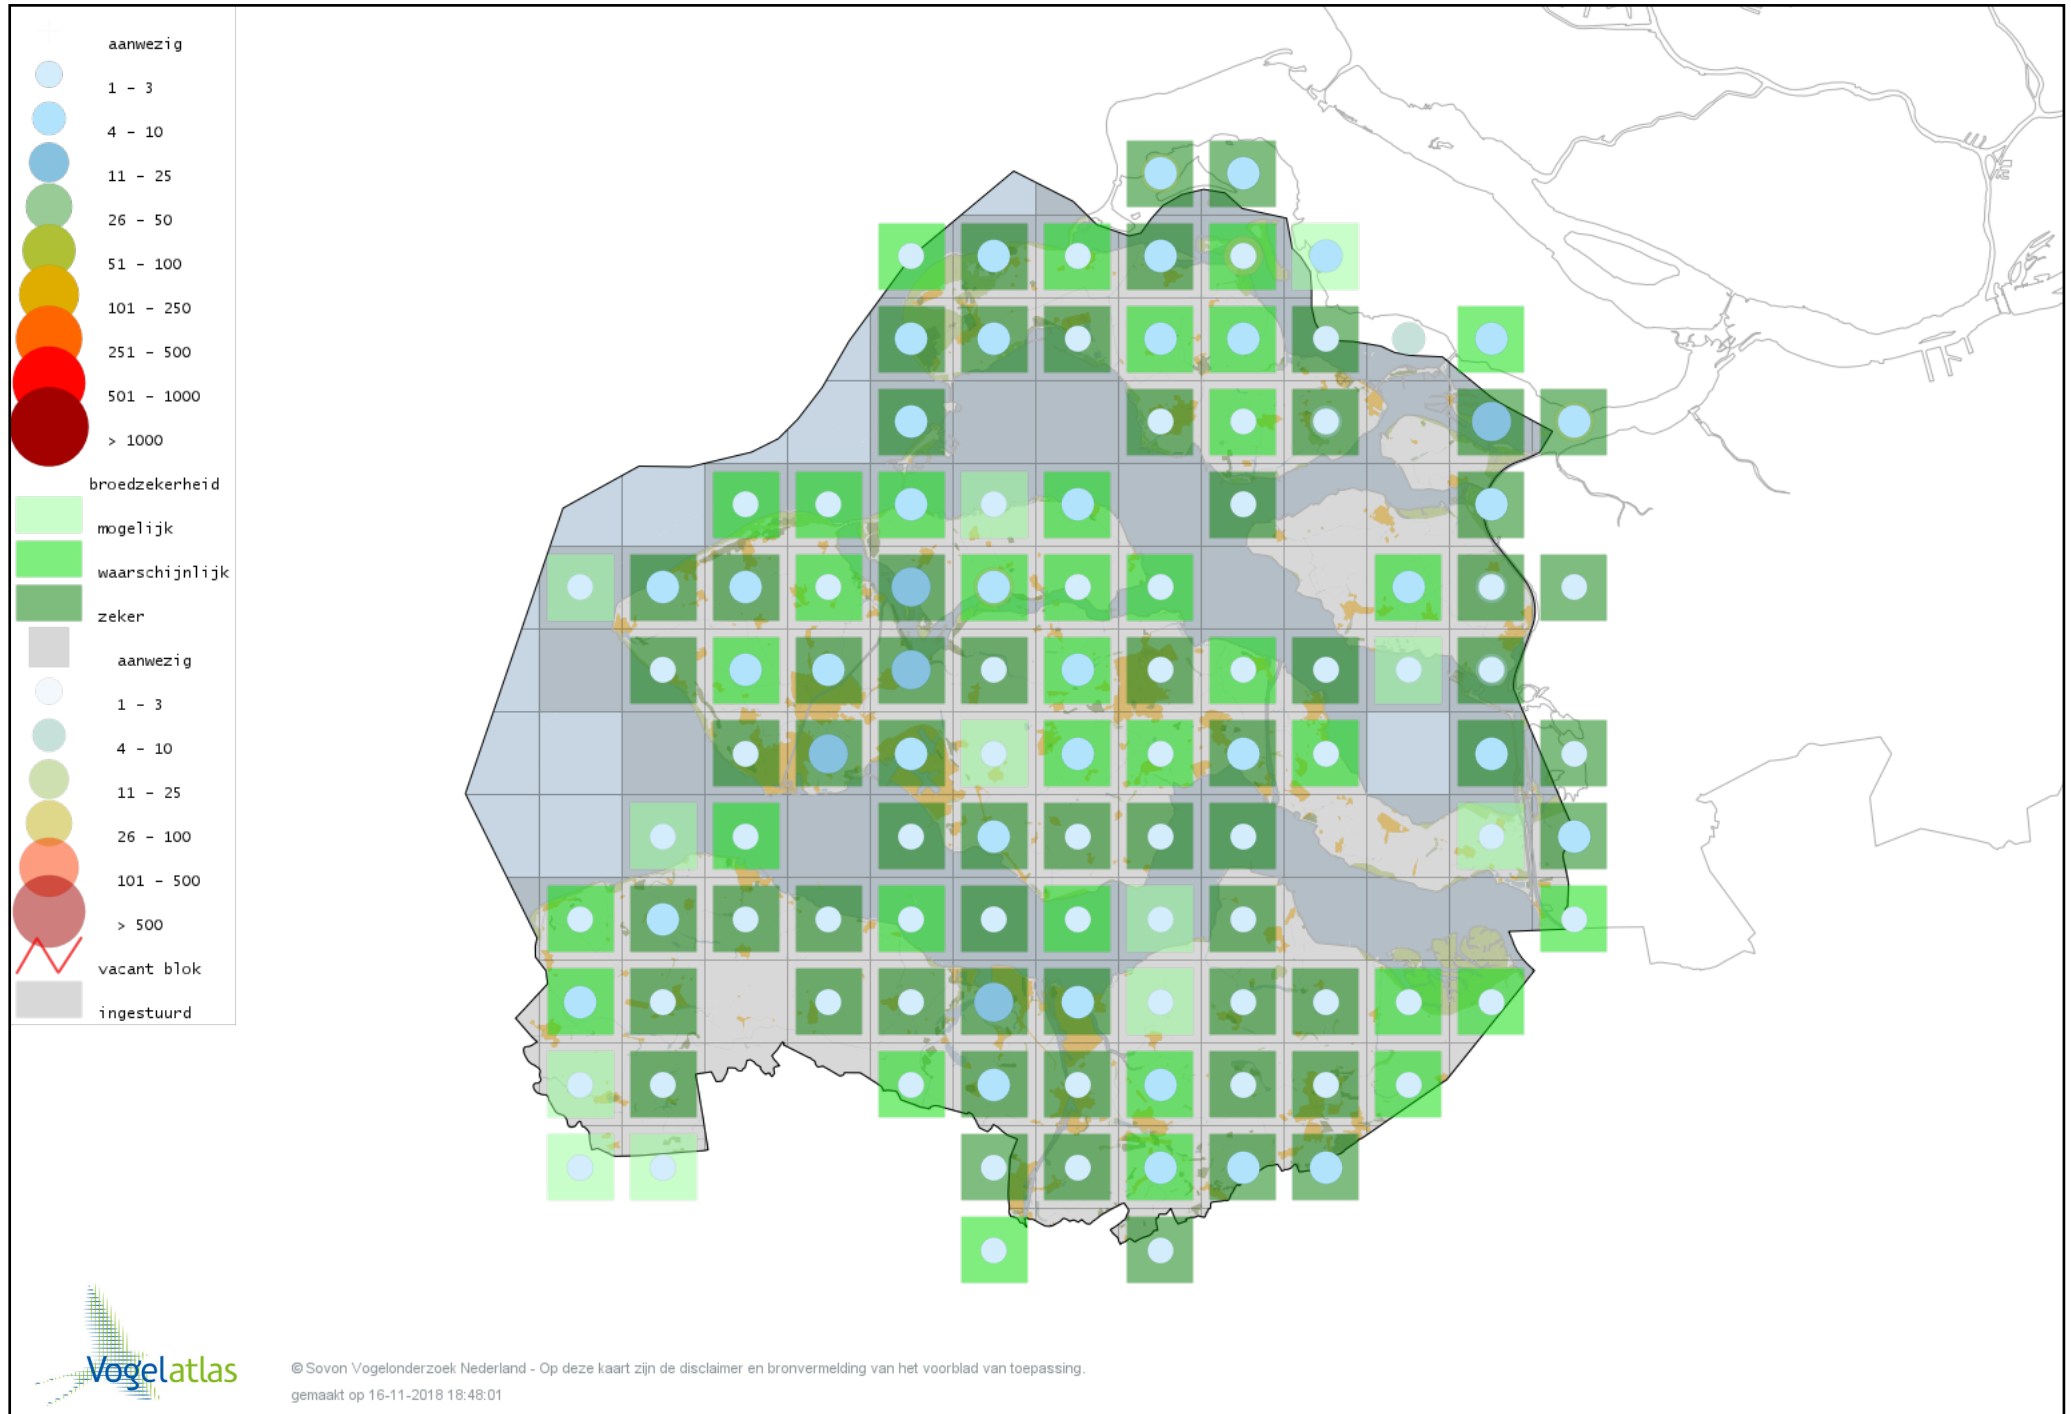 aanwezig
1 - 3
4 - 10
11 - 25
26 - 50
51 - 100
101 - 250
251 - 500
501 - 1000
> 1000
broedzekerheid
mogelijk
waarschijnlijk
zeker
aanwezig
1 - 3
4 - 10
11 - 25
26 - 100
101 - 500
> 500
vacant blok
ingestuurd
Vogelatlas
© Sovon Vogelonderzoek Nederland - Op deze kaart zijn de disclaimer en bronvermelding van het voorblad van toepassing.
gemaakt op 16-11-2018 18:48:01